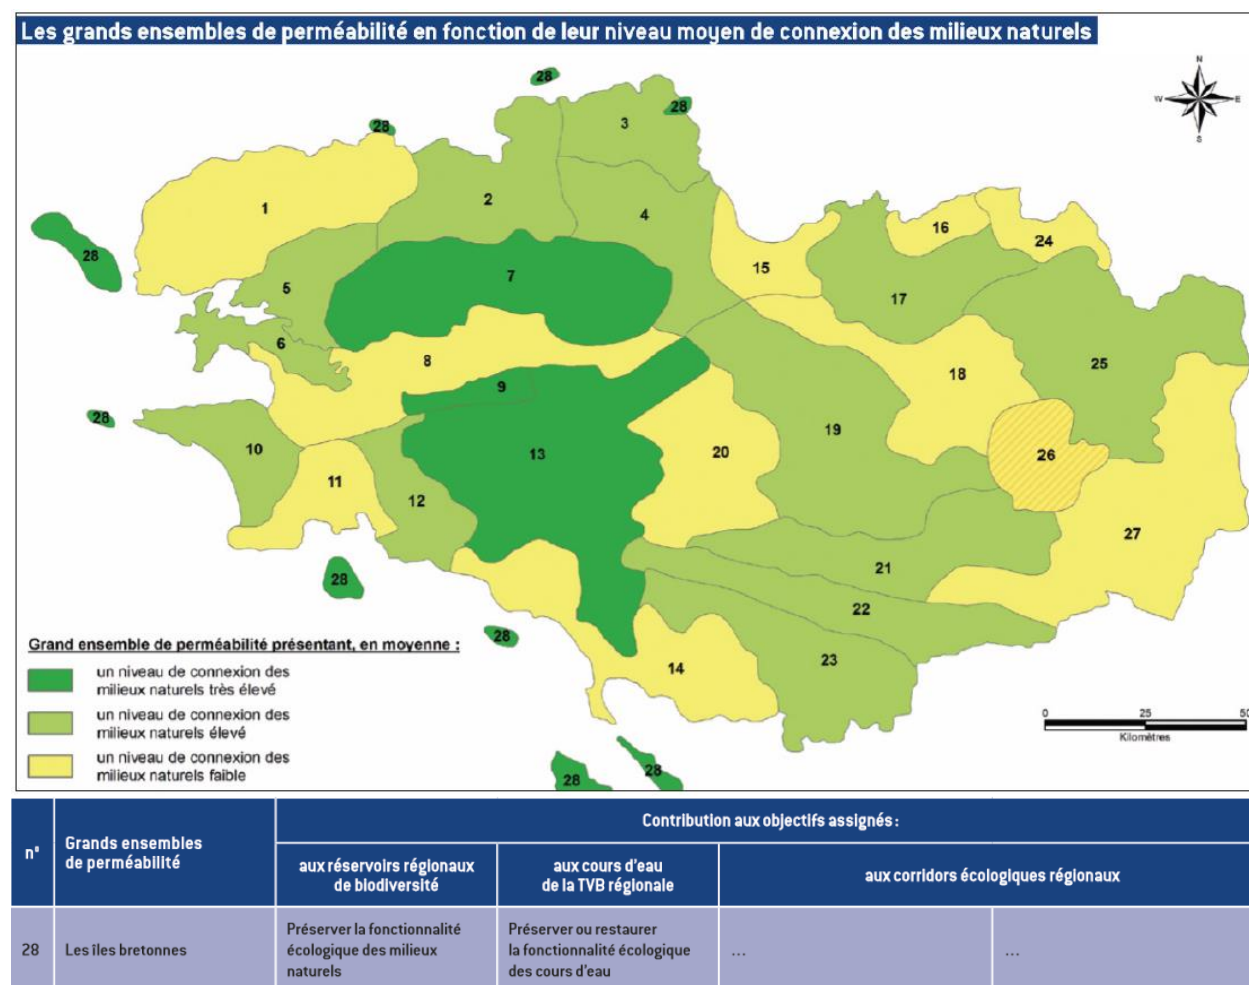 Les grands ensembles de perméabilité en fonction de leur niveau moyen de connexion des milieux naturels
N
W
E
S
28
28
3
28
1
2
4
16
24
28
15
5
7
17
6
8
18
25
9
28
10
13
19
20
26
11
12
27
21
28
22
28
23
14
28
28
Grand ensemble de perméabilité présentant, en moyenne :
un niveau de connexion des
milieux naturels très élevé
un niveau de connexion des
milieux naturels élevé
un niveau de connexion des
milieux naturels faible
0 25 50
Kilomètres
n°
Grands ensembles
de perméabilité
Contribution aux objectifs assignés :
aux réservoirs régionaux
de biodiversité
aux cours d'eau
de la TVB régionale
aux corridors écologiques régionaux
28
Les îles bretonnes
Préserver la fonctionnalité
écologique des milieux
naturels
Préserver ou restaurer
la fonctionnalité écologique
des cours d'eau
...
...